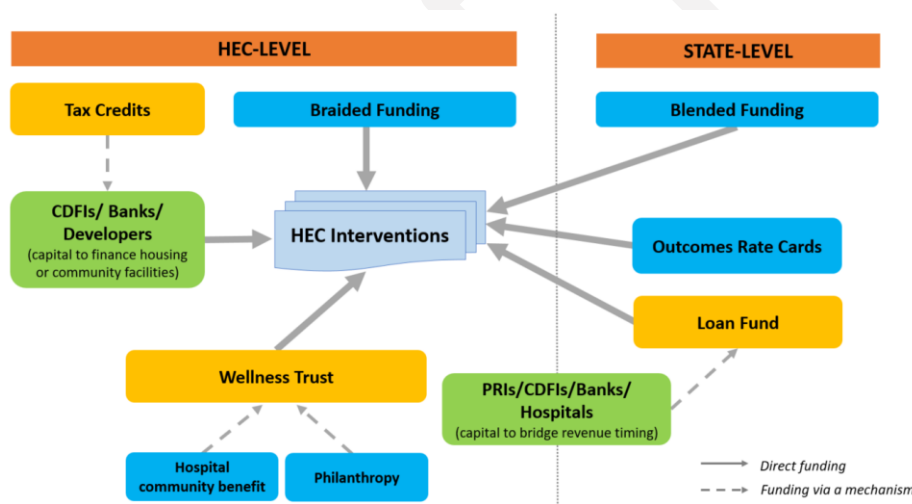 HEC-LEVEL
STATE-LEVEL
Tax Credits
Braided Funding
Blended Funding
CDFIs/ Banks/
Developers
(capital to finance housing
or community facilities)
HEC Interventions
Outcomes Rate Cards
Loan Fund
Wellness Trust
PRIs/CDFIs/Banks/
Hospitals
(capital to bridge revenue timing)
Hospital
community benefit
Philanthropy
Direct funding
Funding via a mechanism